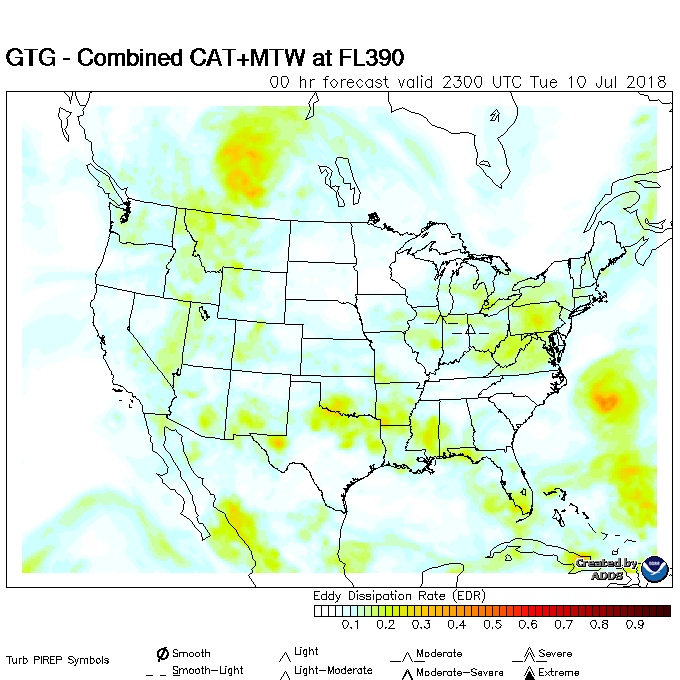 GTG - Combined CAT+MTW at FL390
00 hr forecast valid 2300 UTC Tue 10 Jul 2018
Created by
ADDS
Eddy Dissipation Rate (EDR)
0.1 0.2 0.3 0.4 0.5 0.6 0.7 0.8 0.9
Turb PIREP Symbols
Smooth Light Moderate Severe
Smooth-Light Light-Moderate Moderate-Severe Extreme